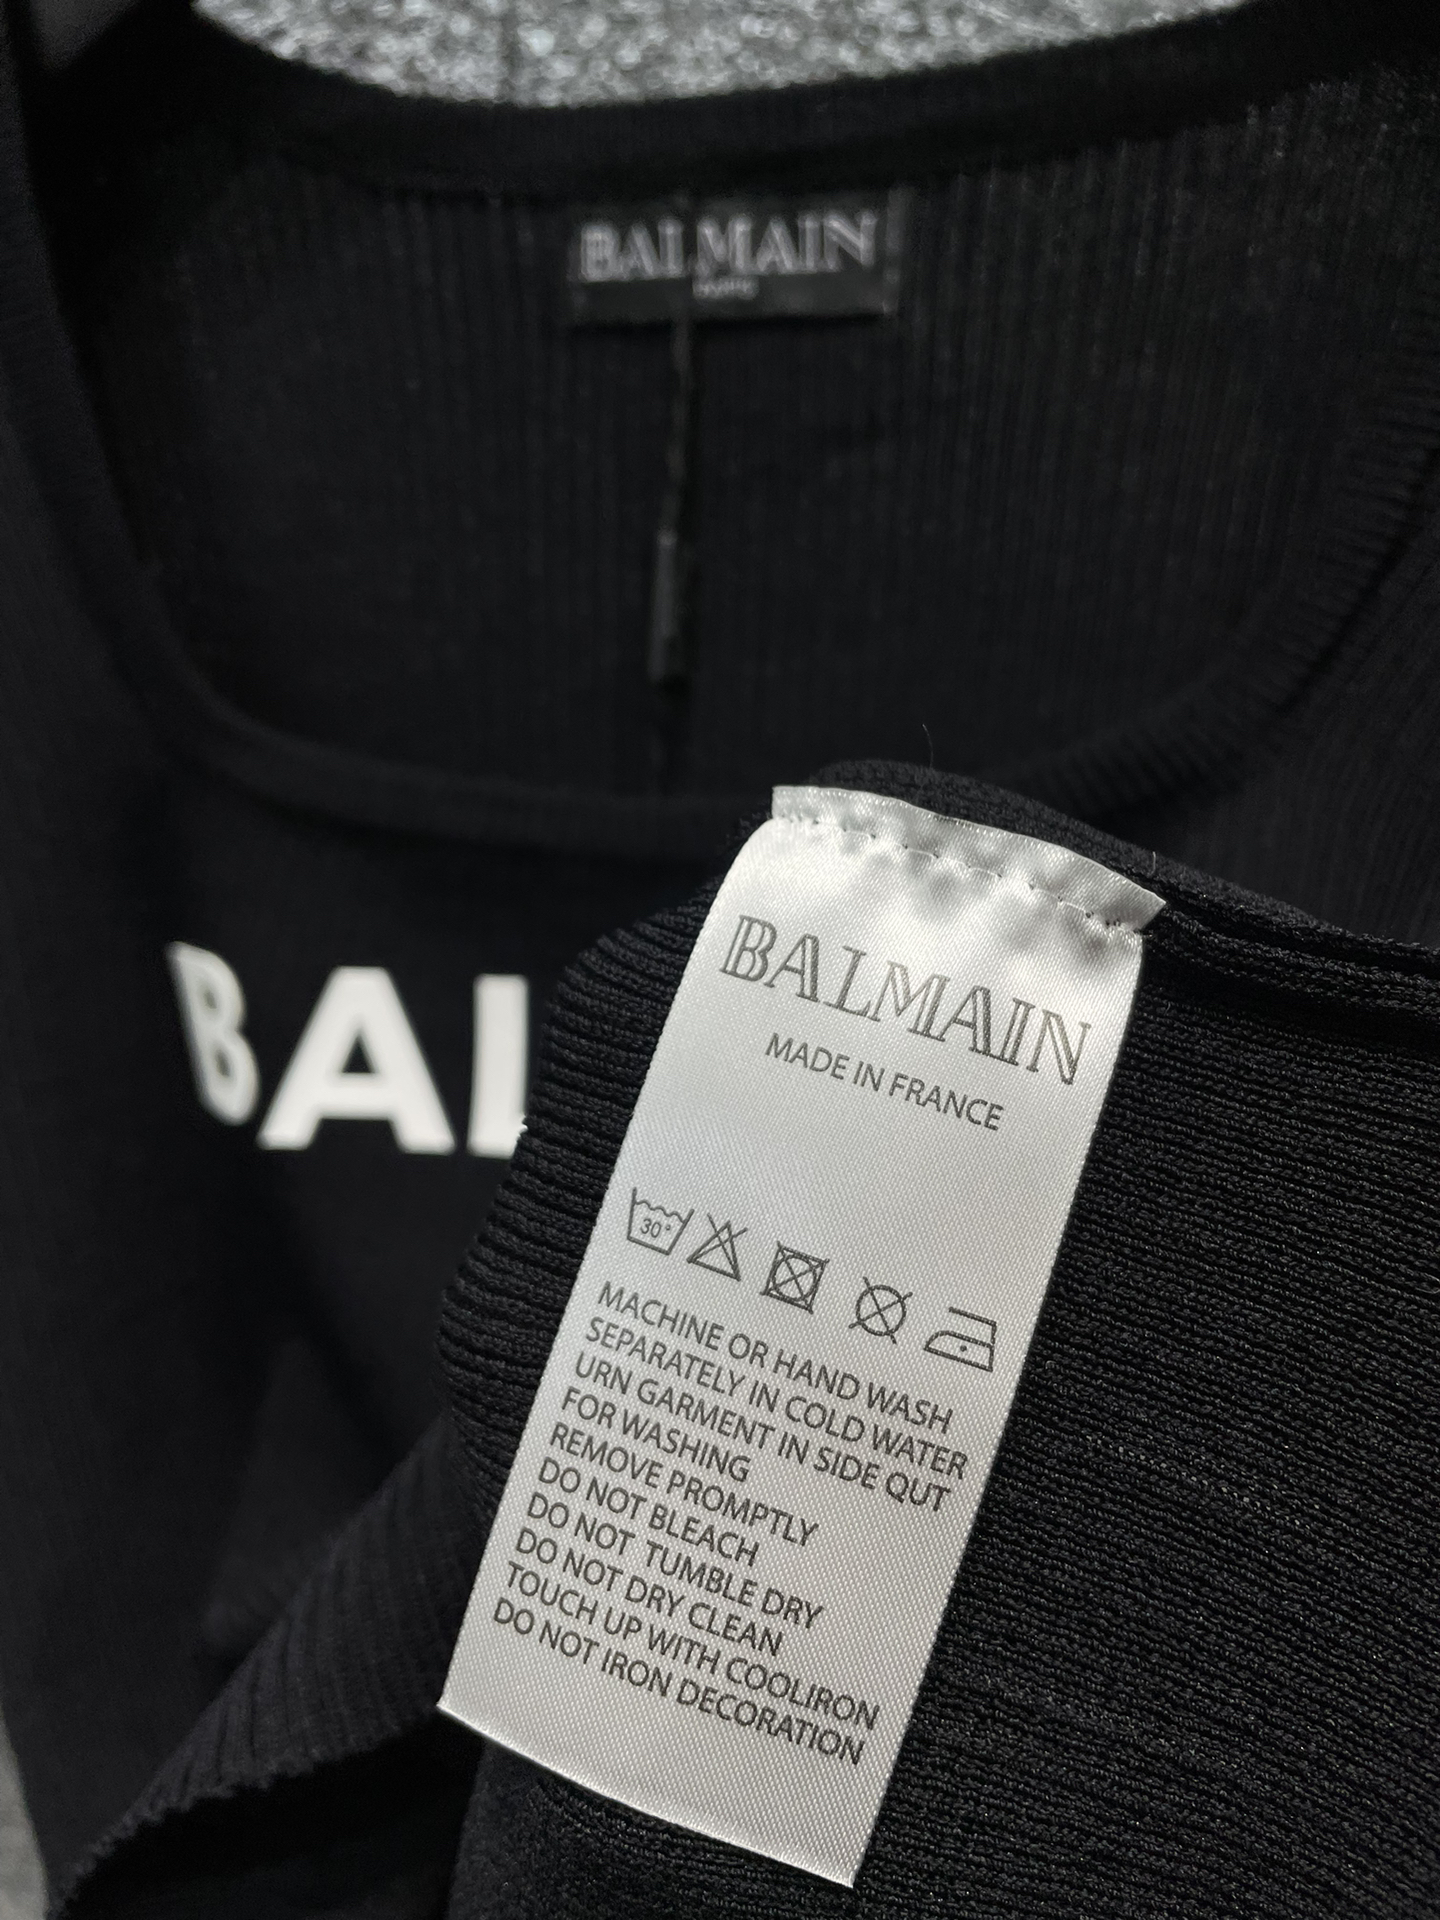 BALMAIN
PARIS
BAL
BALMAIN
MADE IN FRANCE
30°
MACHINE OR HAND WASH
SEPARATELY IN COLD WATER
URN GARMENT IN SIDE QUT
FOR WASHING
REMOVE PROMPTLY
DO NOT BLEACH
DO NOT TUMBLE DRY
DO NOT DRY CLEAN
TOUCH UP WITH COOLIRON
DO NOT IRON DECORATION